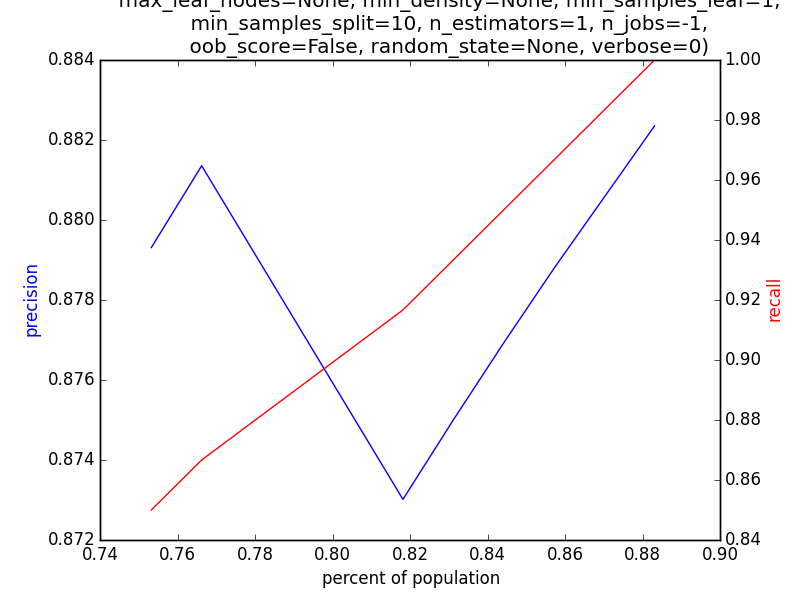 max_leaf_nodes=None, min_density=None, min_samples_leaf=1,
min_samples_split=10, n_estimators=1, n_jobs=-1,
oob_score=False, random_state=None, verbose=0)
0.884
0.882
0.880
0.878
0.876
0.874
0.872
precision
1.00
0.98
0.96
0.94
0.92
0.90
0.88
0.86
0.84
recall
0.74 0.76 0.78 0.80 0.82 0.84 0.86 0.88 0.90
percent of population